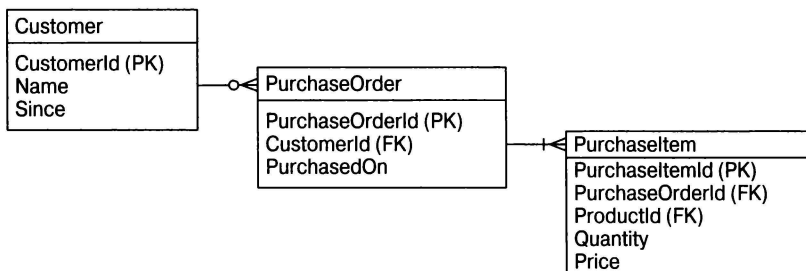 Customer
CustomerId (PK)
Name
Since
PurchaseOrder
PurchaseOrderId (PK)
CustomerId (FK)
PurchasedOn
PurchaseItem
PurchaseItemId (PK)
PurchaseOrderId (FK)
ProductId (FK)
Quantity
Price